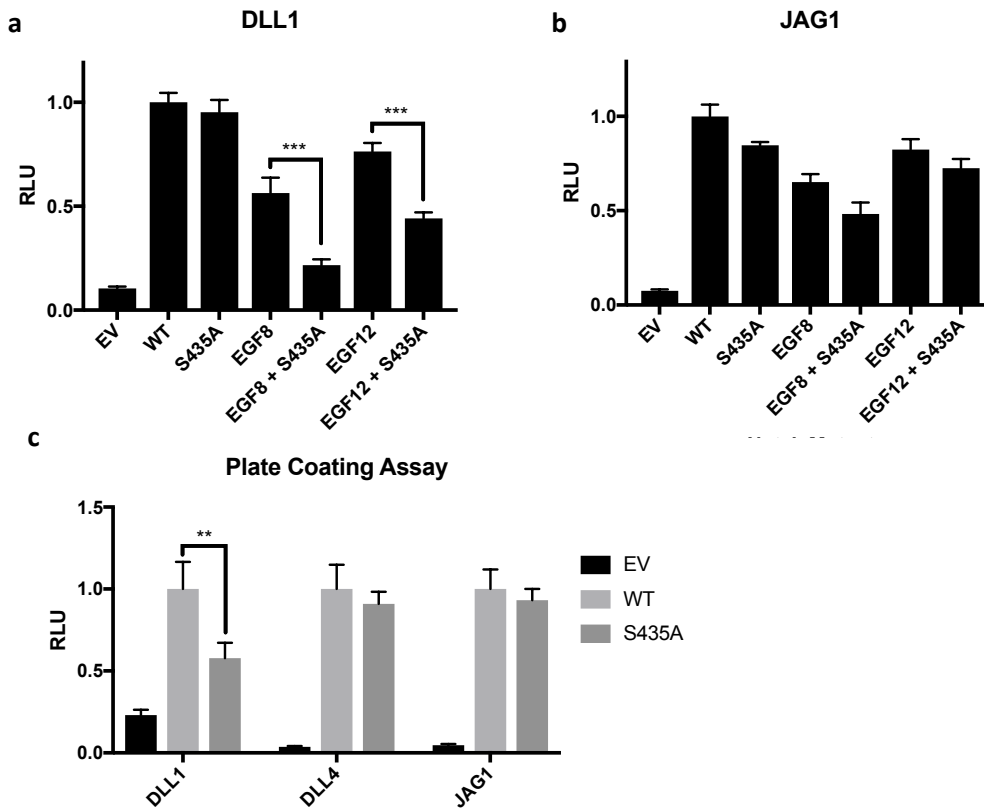 a
DLL1
RLU
1.0
0.5
0.0
***
***
EV
WT
S435A
EGF8
EGF8 + S435A
EGF12
EGF12 + S435A
b
JAG1
RLU
1.0
0.5
0.0
EV
WT
S435A
EGF8
EGF8 + S435A
EGF12
EGF12 + S435A
c
Plate Coating Assay
RLU
1.5
1.0
0.5
0.0
**
DLL1
DLL4
JAG1
EV
WT
S435A